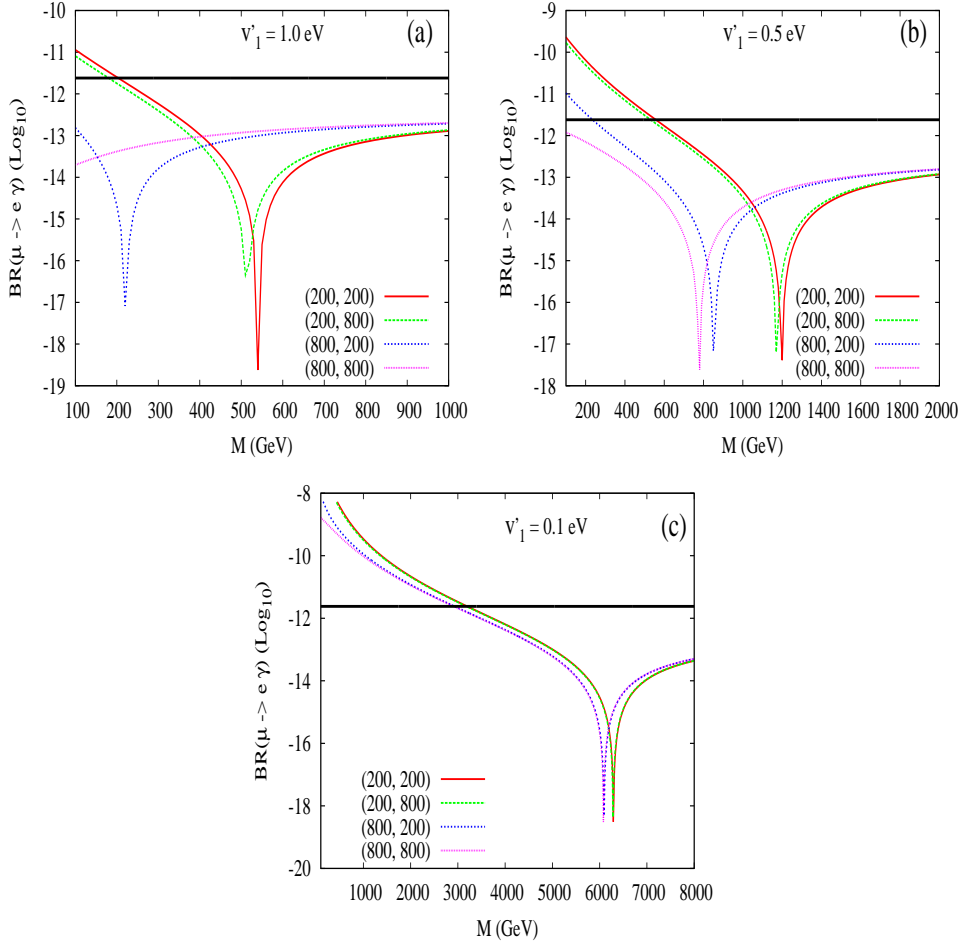 v'1 = 1.0 eV
(a)
BR(μ -> e γ) (Log10)
-10
-11
-12
-13
-14
-15
-16
-17
-18
-19
(200, 200)
(200, 800)
(800, 200)
(800, 800)
100 200 300 400 500 600 700 800 900 1000
M (GeV)
v'1 = 0.5 eV
(b)
BR(μ -> e γ) (Log10)
-9
-10
-11
-12
-13
-14
-15
-16
-17
-18
(200, 200)
(200, 800)
(800, 200)
(800, 800)
200 400 600 800 1000 1200 1400 1600 1800 2000
M (GeV)
v'1 = 0.1 eV
(c)
BR(μ -> e γ) (Log10)
-8
-10
-12
-14
-16
-18
-20
(200, 200)
(200, 800)
(800, 200)
(800, 800)
1000 2000 3000 4000 5000 6000 7000 8000
M (GeV)